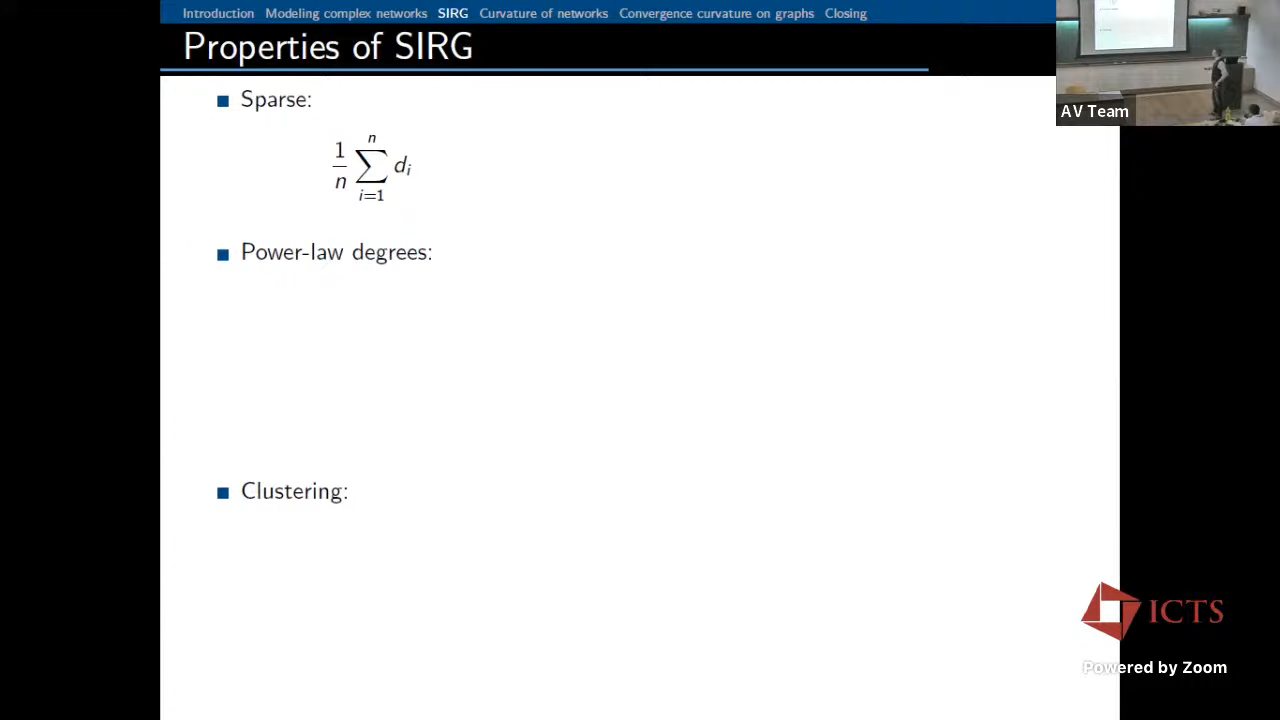 Introduction Modeling complex networks SIRG Curvature of networks Convergence curvature on graphs Closing
Properties of SIRG
AV Team
Sparse:
1/n ∑_{i=1}^{n} d_i
Power-law degrees:
Clustering:
ICTS
Powered by Zoom